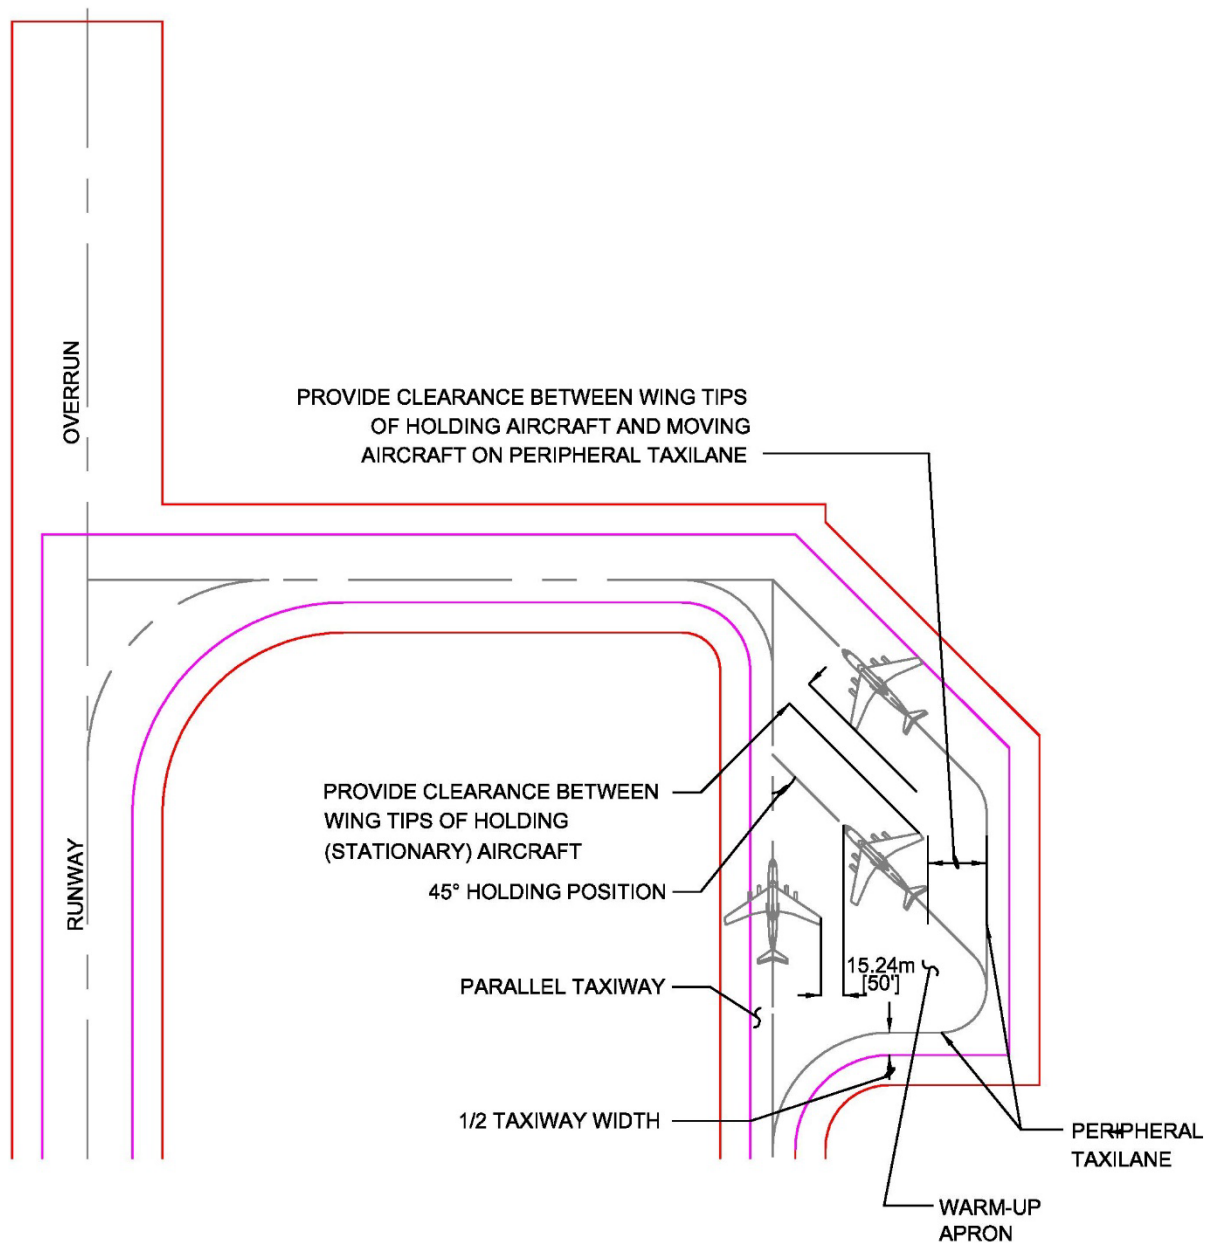 OVERRUN
PROVIDE CLEARANCE BETWEEN WING TIPS
OF HOLDING AIRCRAFT AND MOVING
AIRCRAFT ON PERIPHERAL TAXILANE
RUNWAY
PROVIDE CLEARANCE BETWEEN
WING TIPS OF HOLDING
(STATIONARY) AIRCRAFT
45° HOLDING POSITION
15.24m
[50']
PARALLEL TAXIWAY
1/2 TAXIWAY WIDTH
PERIPHERAL
TAXILANE
WARM-UP
APRON